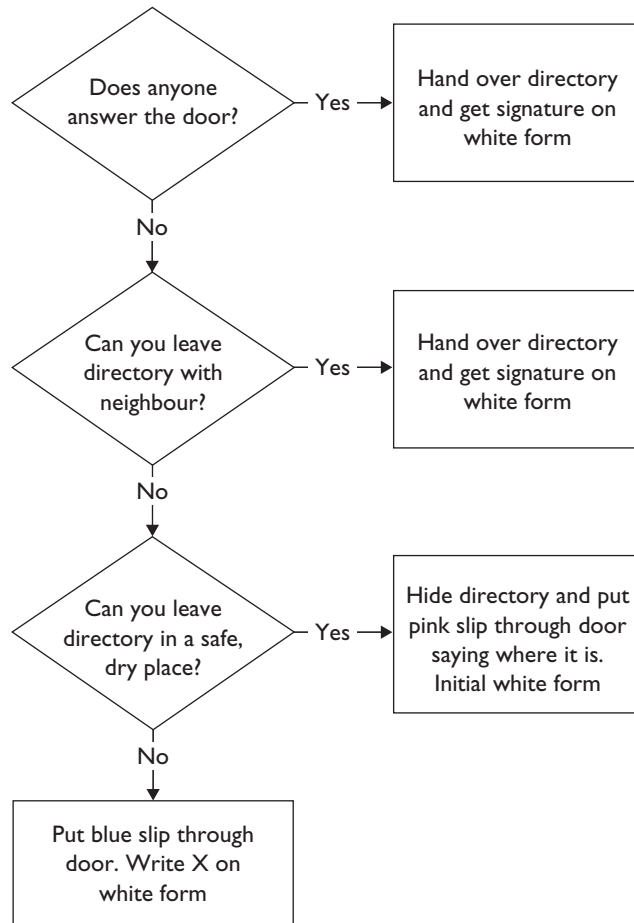 Does anyone
answer the door?
Yes
Hand over directory
and get signature on
white form
No
Can you leave
directory with
neighbour?
Yes
Hand over directory
and get signature on
white form
No
Can you leave
directory in a safe,
dry place?
Yes
Hide directory and put
pink slip through door
saying where it is.
Initial white form
No
Put blue slip through
door. Write X on
white form